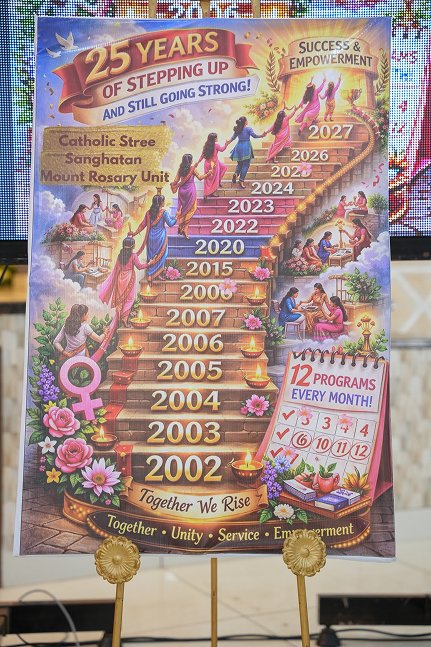 25 YEARS
OF STEPPING UP
AND STILL GOING STRONG!
SUCCESS &
EMPOWERMENT
Catholic Stree
Sanghatan
Mount Rosary Unit
2027
2026
2024
2023
2022
2020
2015
2006
2007
2006
2005
2004
2003
2002
12 PROGRAMS
EVERY MONTH!
3 3 4
6 10 11 12
Together We Rise
Together • Unity • Service • Empowerment